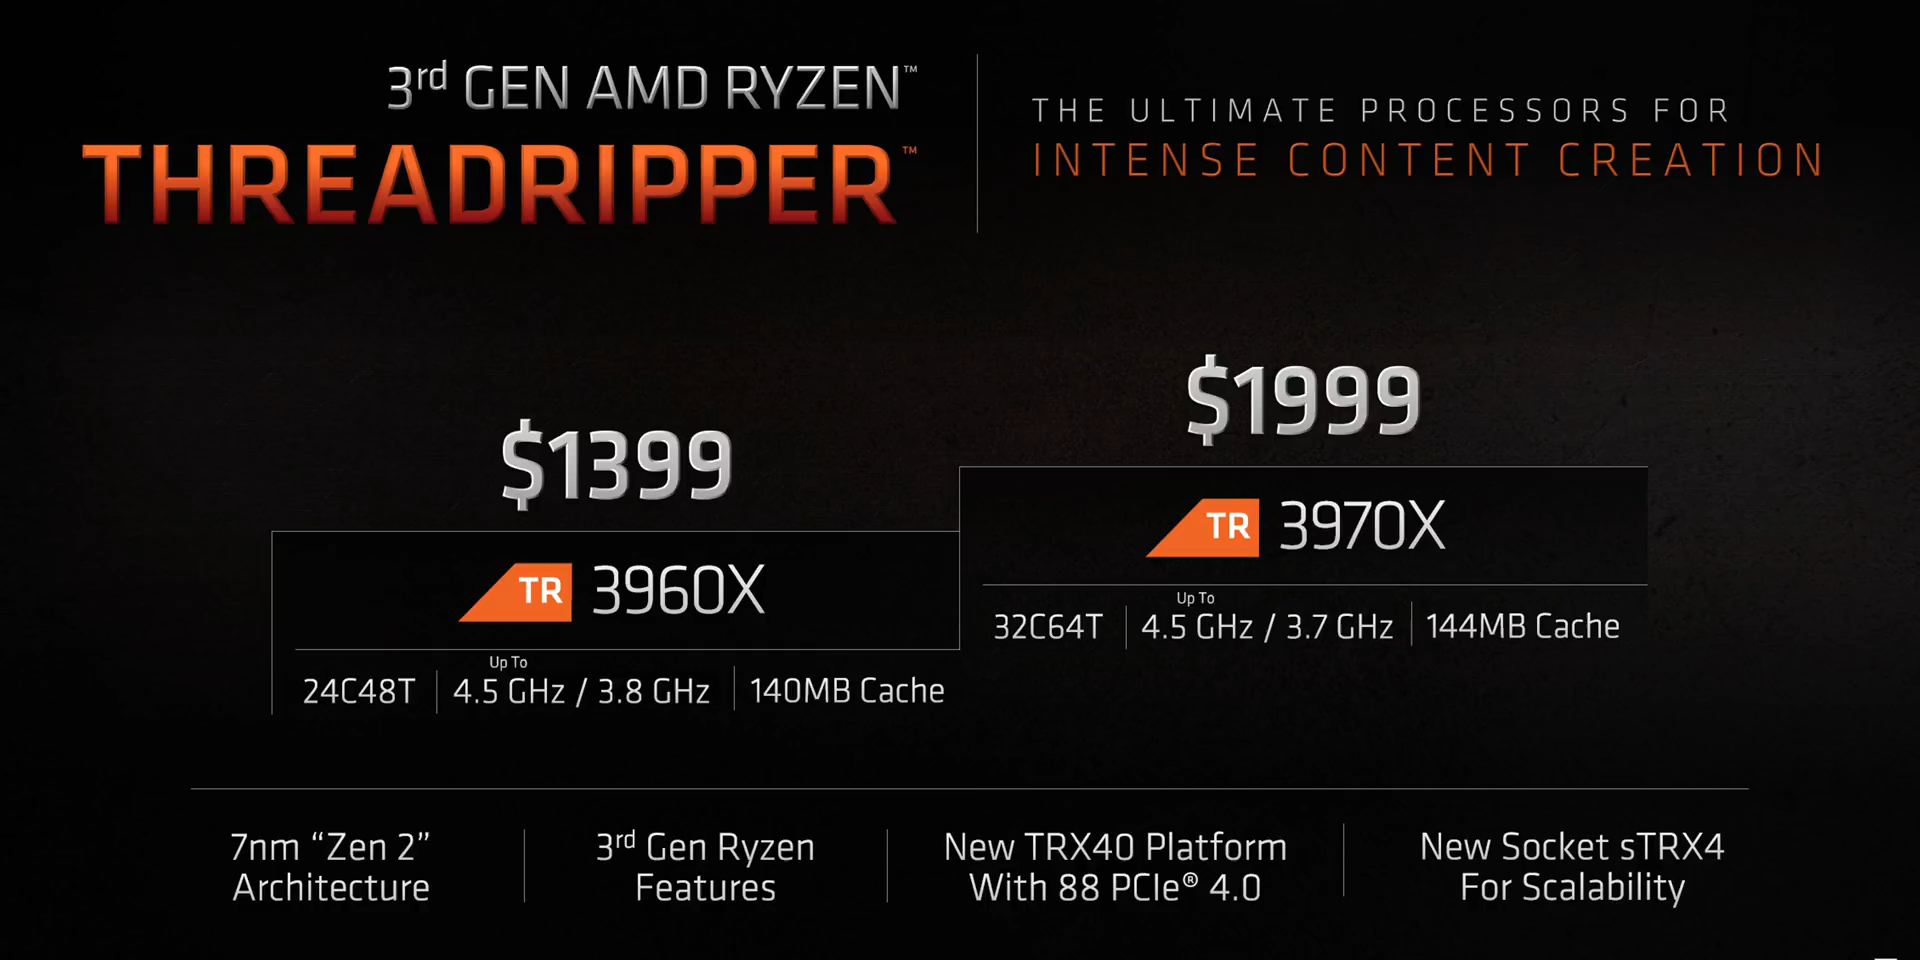 3rd GEN AMD RYZEN™
THREADRIPPER™
THE ULTIMATE PROCESSORS FOR
INTENSE CONTENT CREATION
$1399
TR 3960X
Up To
24C48T | 4.5 GHz / 3.8 GHz | 140MB Cache
$1999
TR 3970X
Up To
32C64T | 4.5 GHz / 3.7 GHz | 144MB Cache
7nm “Zen 2”
Architecture
3rd Gen Ryzen
Features
New TRX40 Platform
With 88 PCIe® 4.0
New Socket sTRX4
For Scalability